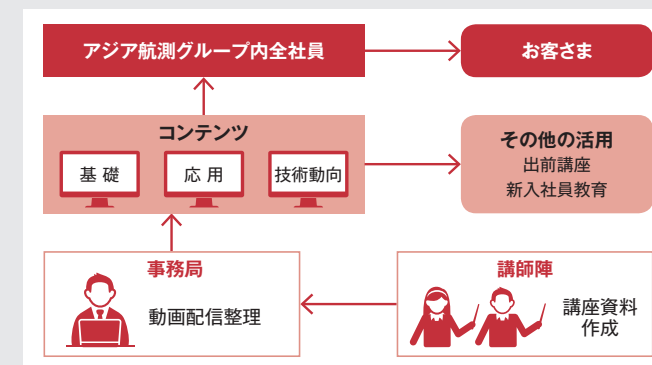 アジア航測グループ内全社員
お客さま
コンテンツ
基礎
応用
技術動向
その他の活用
出前講座
新入社員教育
事務局
動画配信整理
講師陣
講座資料
作成